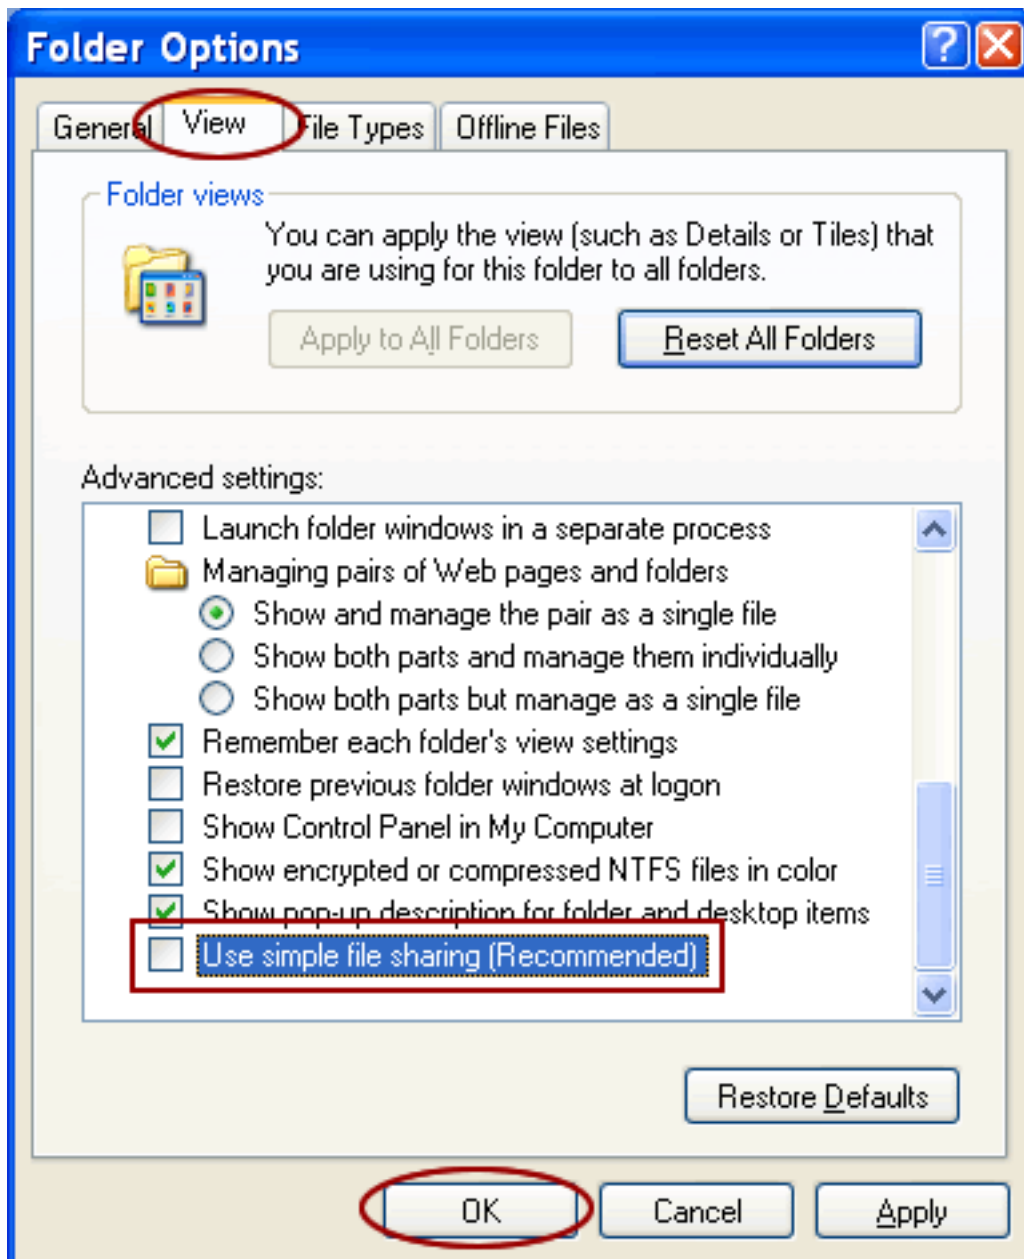 Folder Options
General View File Types Offline Files
Folder views
You can apply the view (such as Details or Tiles) that
you are using for this folder to all folders.
Apply to All Folders Reset All Folders
Advanced settings:
Launch folder windows in a separate process
Managing pairs of Web pages and folders
Show and manage the pair as a single file
Show both parts and manage them individually
Show both parts but manage as a single file
Remember each folder's view settings
Restore previous folder windows at logon
Show Control Panel in My Computer
Show encrypted or compressed NTFS files in color
Show pop-up description for folder and desktop items
Use simple file sharing (Recommended)
Restore Defaults
OK Cancel Apply